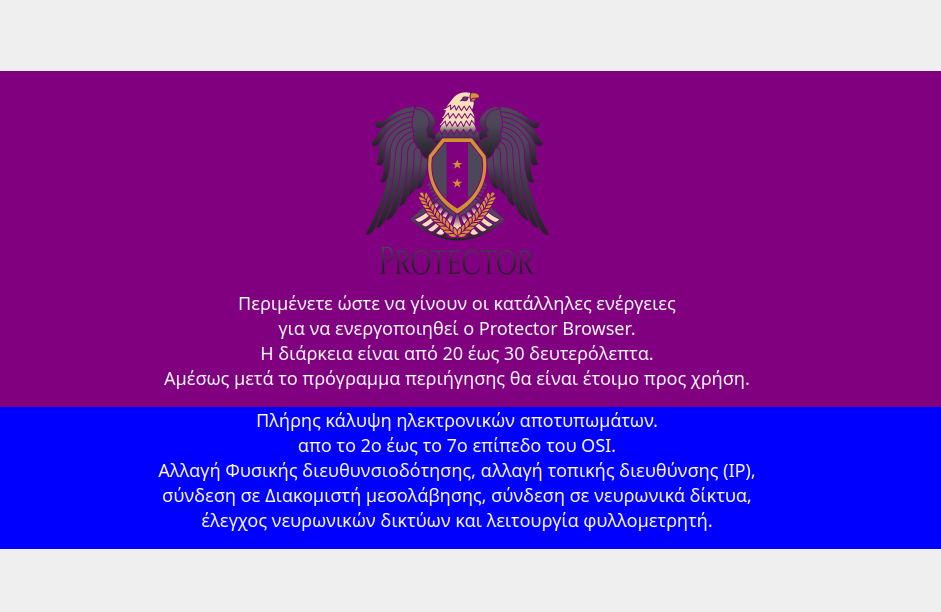 PROTECTOR
Περιμένετε ώστε να γίνουν οι κατάλληλες ενέργειες
για να ενεργοποιηθεί ο Protector Browser.
Η διάρκεια είναι από 20 έως 30 δευτερόλεπτα.
Αμέσως μετά το πρόγραμμα περιήγησης θα είναι έτοιμο προς χρήση.
Πλήρης κάλυψη ηλεκτρονικών αποτυπωμάτων.
απο το 2ο έως το 7ο επίπεδο του OSI.
Αλλαγή Φυσικής διευθυνσιοδότησης, αλλαγή τοπικής διευθύνσης (IP),
σύνδεση σε Διακομιστή μεσολάβησης, σύνδεση σε νευρωνικά δίκτυα,
έλεγχος νευρωνικών δικτύων και λειτουργία φυλλομετρητή.